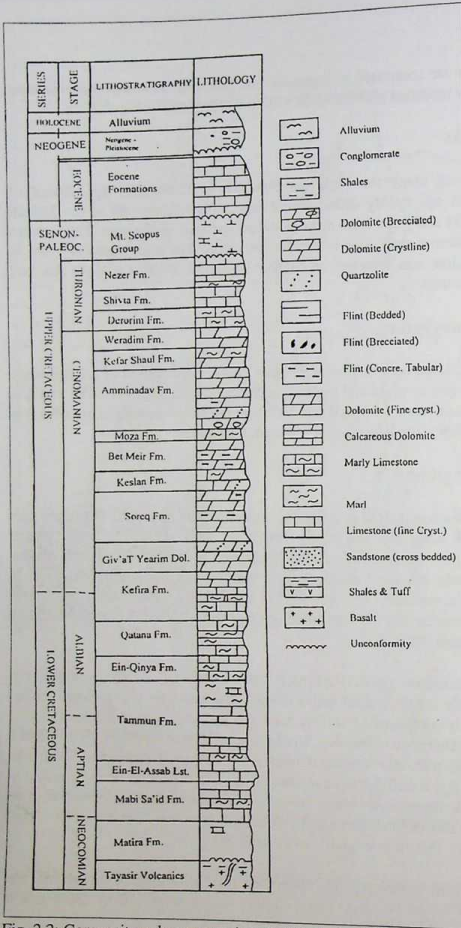 SERIES
STAGE
LITHOSTRATIGRAPHY
LITHOLOGY
HOLOCENE
Alluvium
NEOGENE
Neogene - Pleistocene
EOCENE
Eocene
Formations
SENON-
PALEOC.
Mt. Scopus
Group
UPPER CRETACEOUS
TURONIAN
Nezer Fm.
Shivta Fm.
Derorim Fm.
CENOMANIAN
Weradim Fm.
Kefar Shaul Fm.
Amminadav Fm.
Moza Fm.
Bet Meir Fm.
Keslan Fm.
Soreq Fm.
Giv'aT Yearim Dol.
Kefira Fm.
LOWER CRETACEOUS
ALBIAN
Qatana Fm.
Ein-Qinya Fm.
Tammun Fm.
APTIAN
Ein-El-Assab Lst.
Mabi Sa'id Fm.
NEOCOMIAN
Matira Fm.
Tayasir Volcanics
Alluvium
Conglomerate
Shales
Dolomite (Brecciated)
Dolomite (Crystline)
Quartzolite
Flint (Bedded)
Flint (Brecciated)
Flint (Concre. Tabular)
Dolomite (Fine cryst.)
Calcareous Dolomite
Marly Limestone
Marl
Limestone (fine Cryst.)
Sandstone (cross bedded)
Shales & Tuff
Basalt
Unconformity